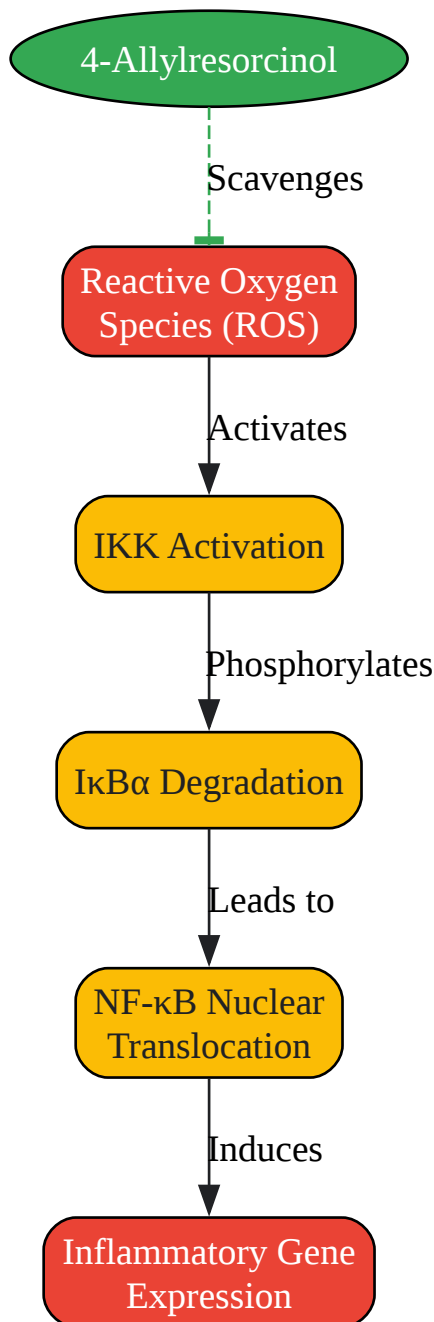 4-Allylresorcinol
Scavenges
Reactive Oxygen
Species (ROS)
Activates
IKK Activation
Phosphorylates
IκBα Degradation
Leads to
NF-κB Nuclear
Translocation
Induces
Inflammatory Gene
Expression